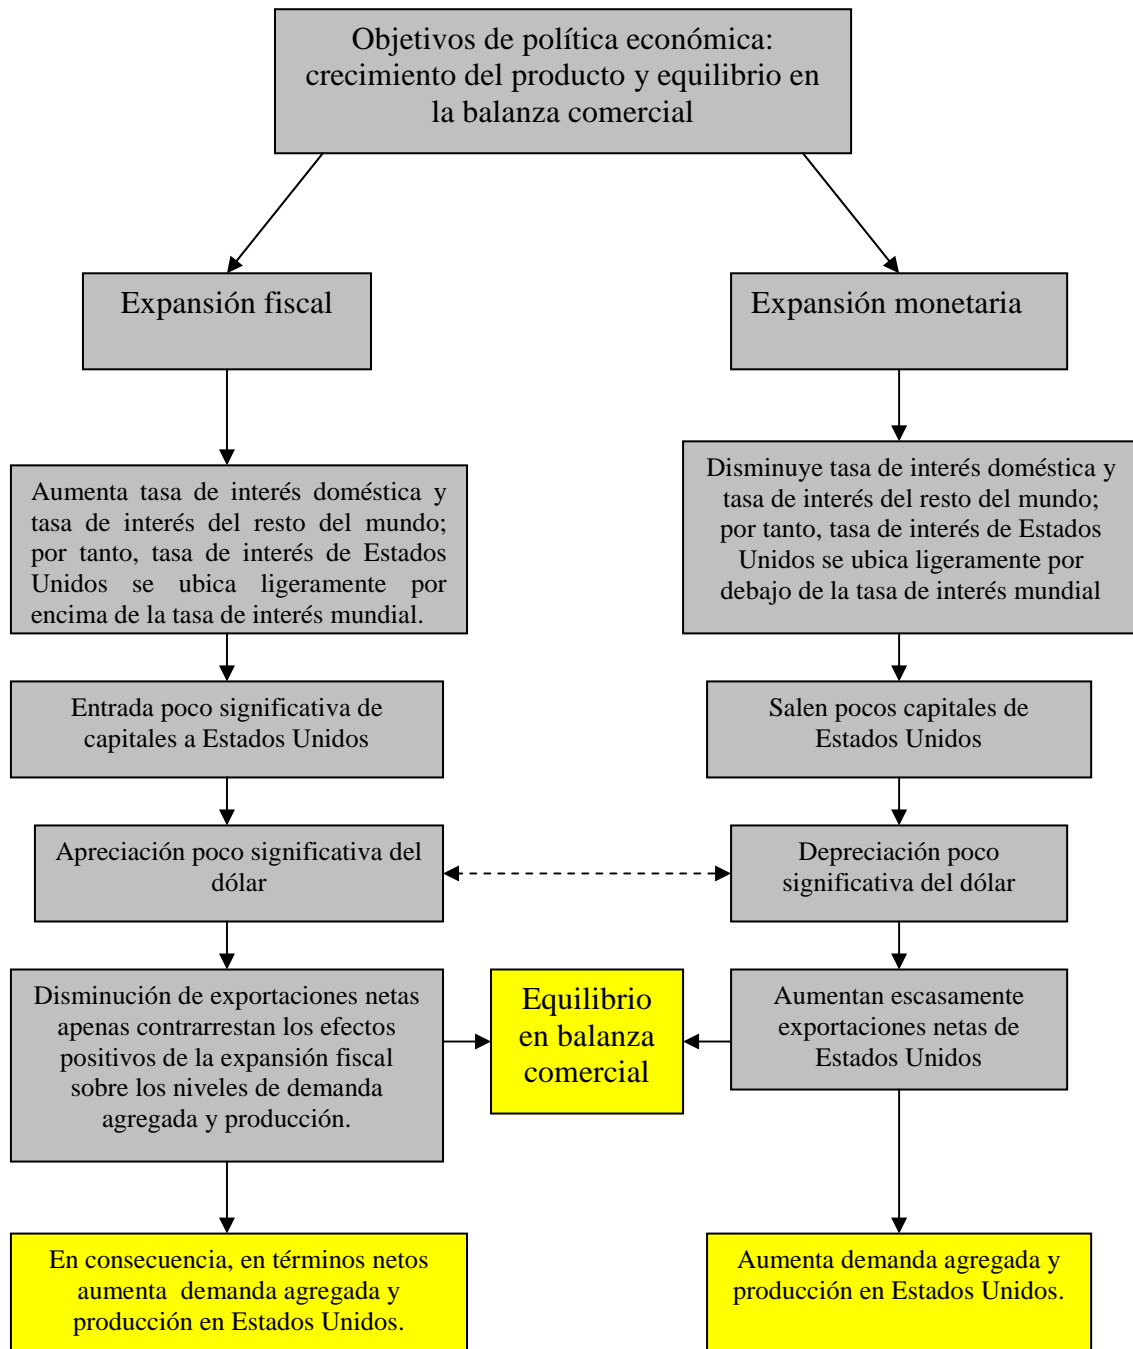 Objetivos de política económica:
crecimiento del producto y equilibrio en
la balanza comercial
Expansión fiscal
Expansión monetaria
Aumenta tasa de interés doméstica y
tasa de interés del resto del mundo;
por tanto, tasa de interés de Estados
Unidos se ubica ligeramente por
encima de la tasa de interés mundial.
Disminuye tasa de interés doméstica y
tasa de interés del resto del mundo;
por tanto, tasa de interés de Estados
Unidos se ubica ligeramente por
debajo de la tasa de interés mundial
Entrada poco significativa de
capitales a Estados Unidos
Salen pocos capitales de
Estados Unidos
Apreciación poco significativa del
dólar
Depreciación poco
significativa del dólar
Disminución de exportaciones netas
apenas contrarrestan los efectos
positivos de la expansión fiscal
sobre los niveles de demanda
agregada y producción.
Equilibrio
en balanza
comercial
Aumentan escasamente
exportaciones netas de
Estados Unidos
En consecuencia, en términos netos
aumenta demanda agregada y
producción en Estados Unidos.
Aumenta demanda agregada y
producción en Estados Unidos.